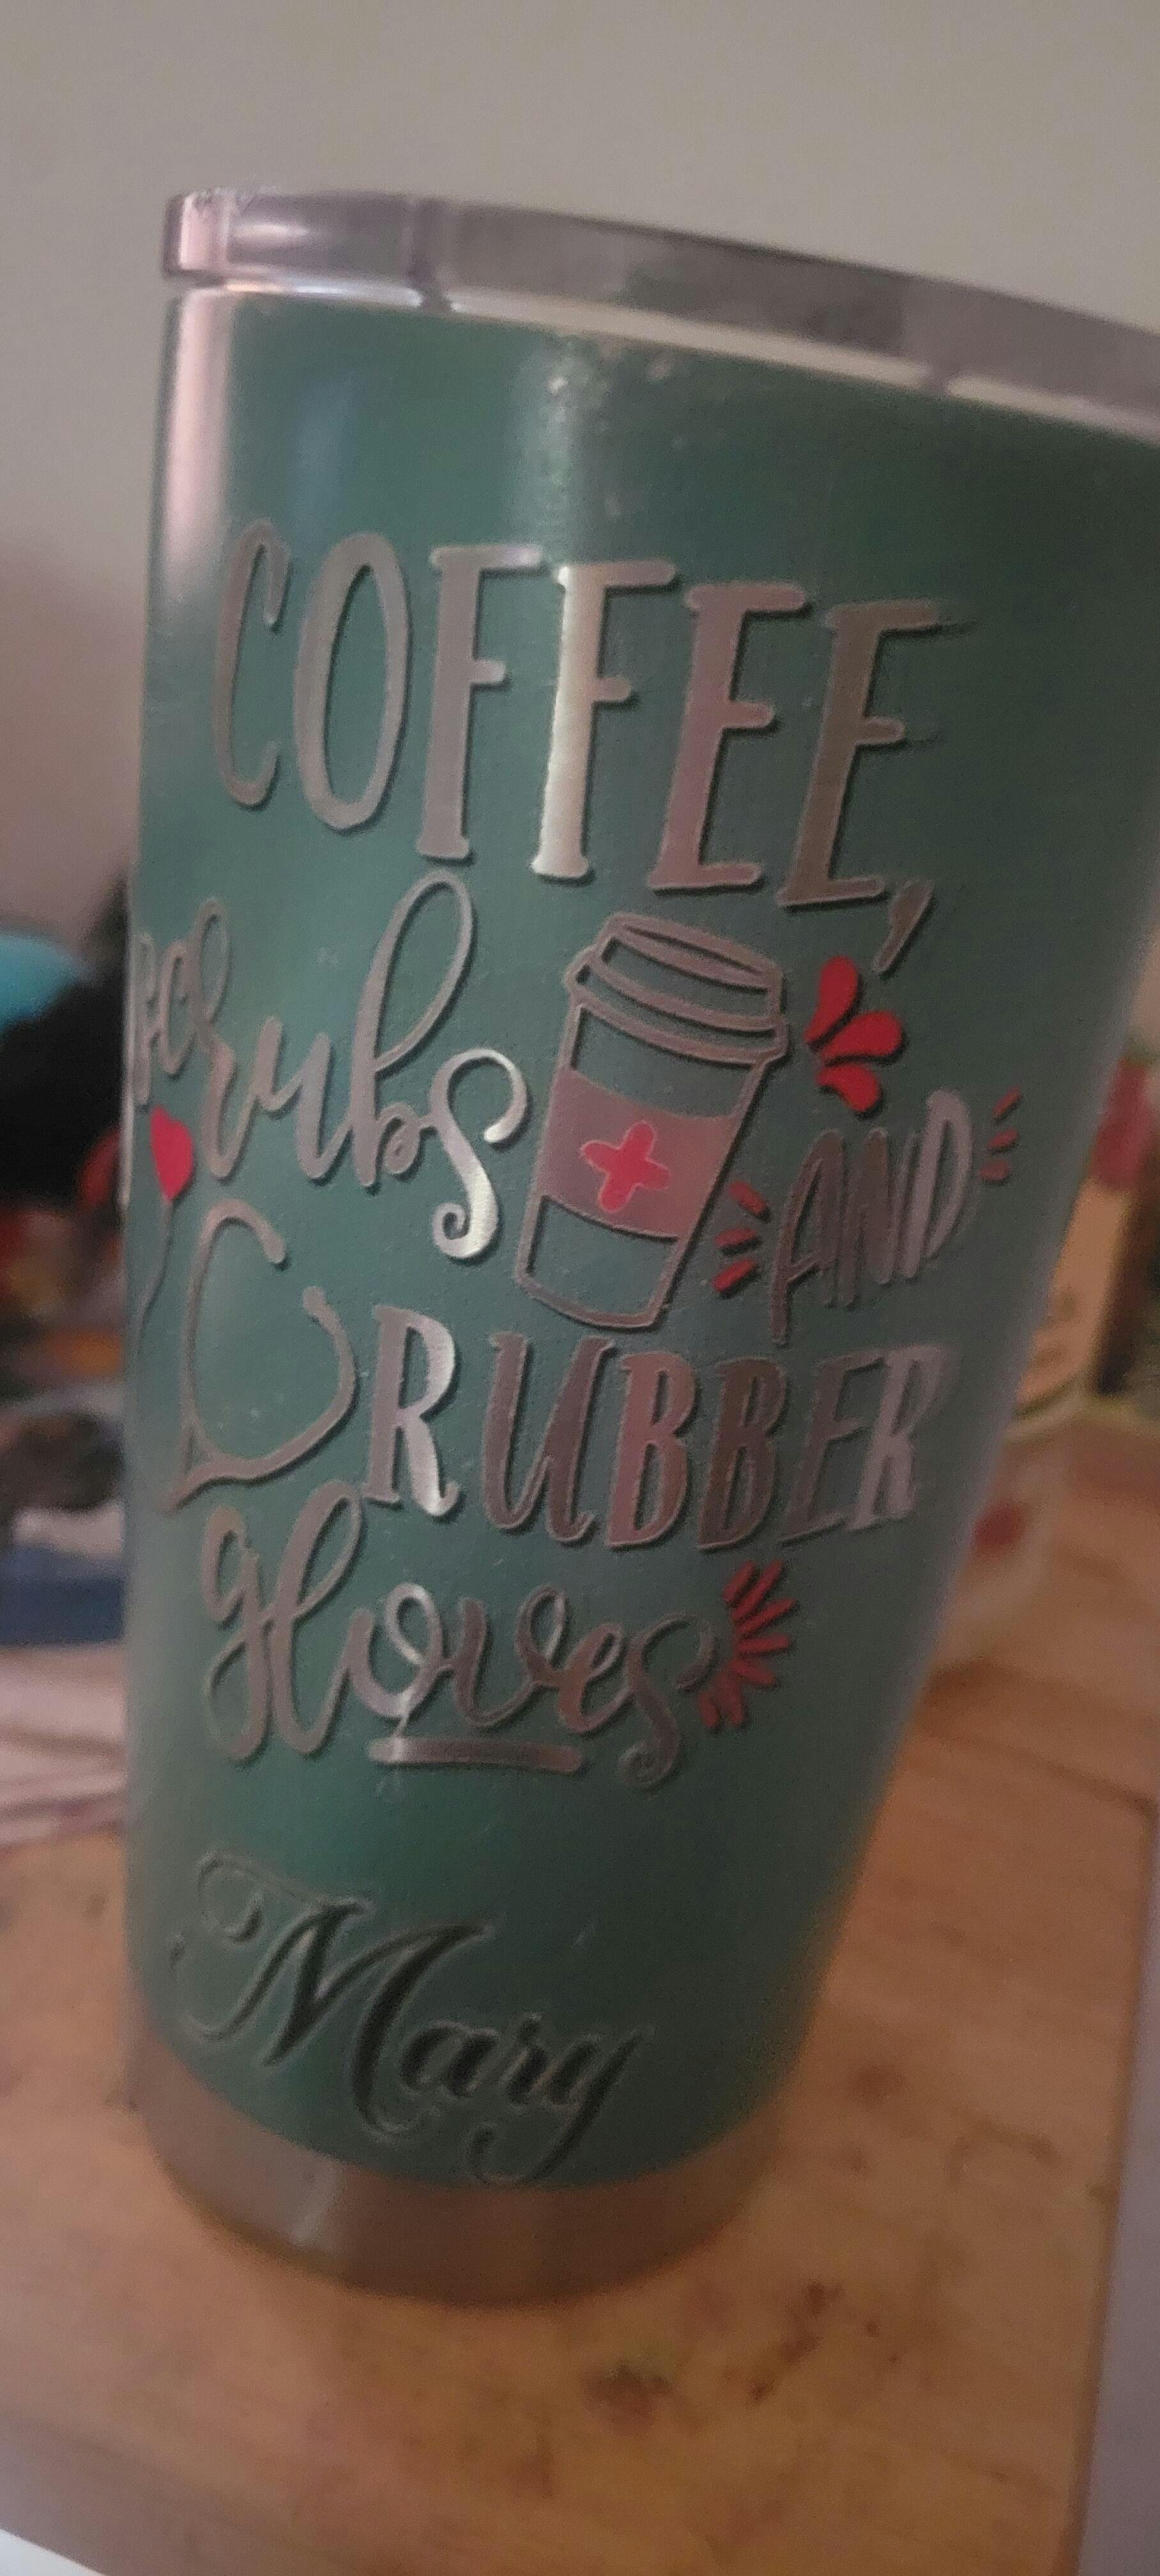 COFFEE,
scrubs
AND
RUBBER
gloves
Mary